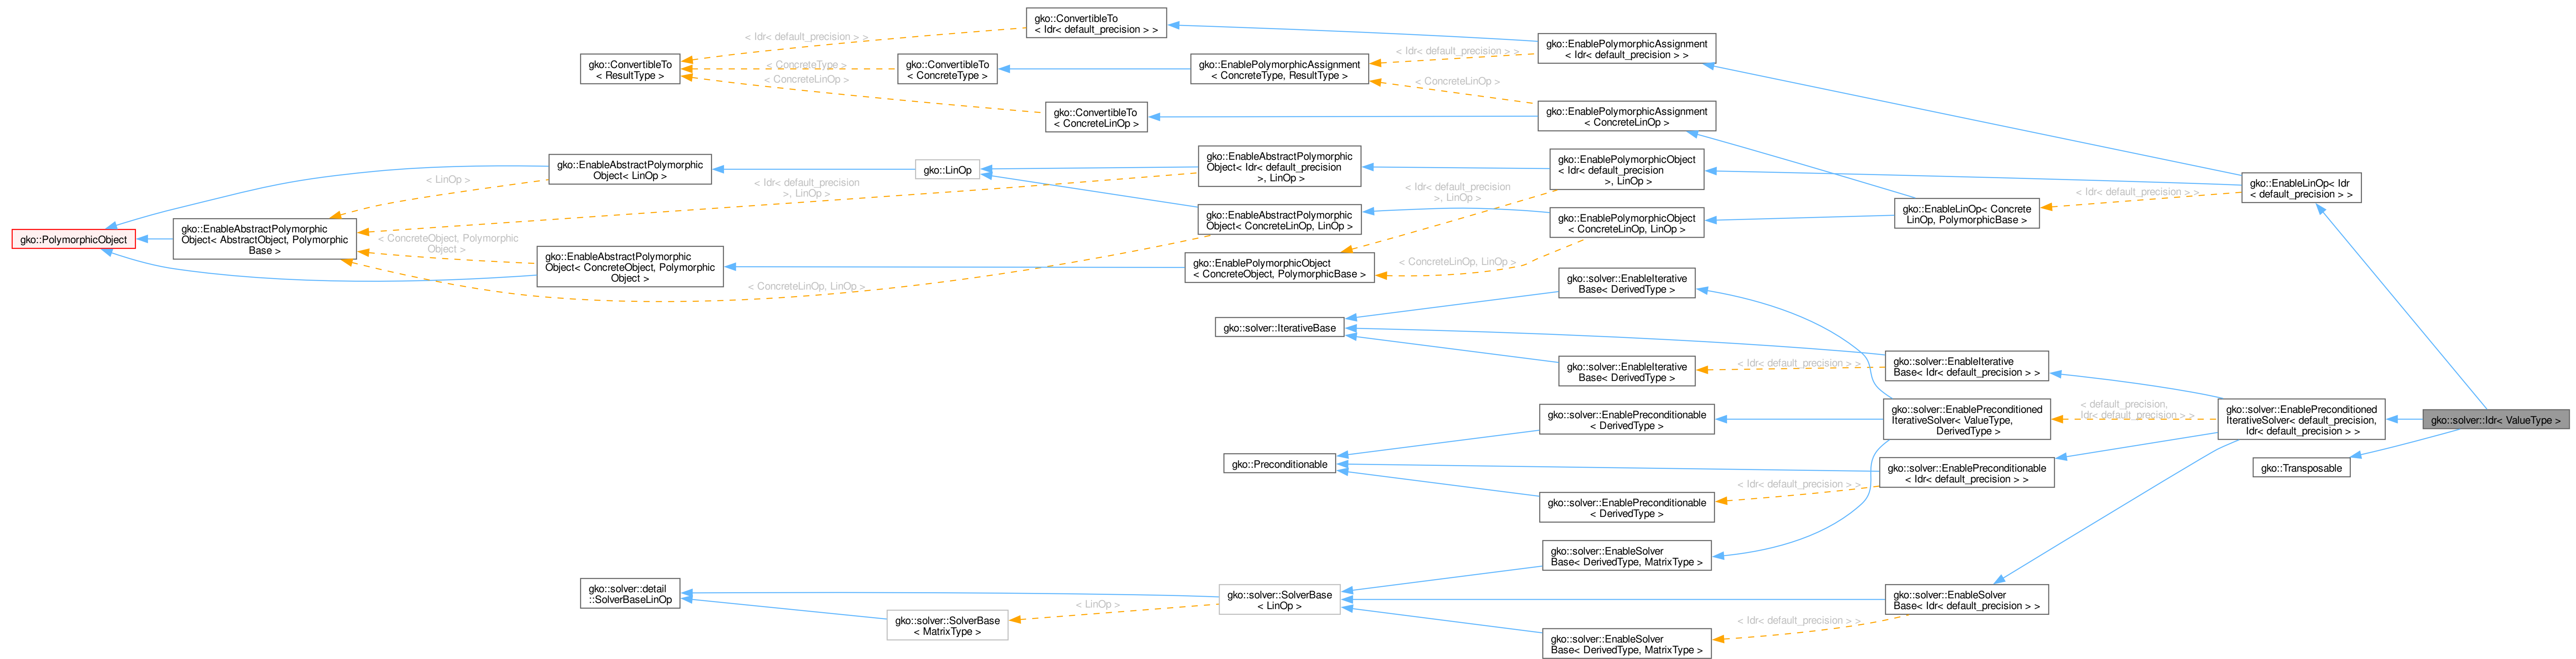 gko::ConvertibleTo
< Idr< default_precision > >
< Idr< default_precision > >
gko::ConvertibleTo
< ResultType >
< ConcreteType >
< ConcreteLinOp >
gko::ConvertibleTo
< ConcreteType >
gko::ConvertibleTo
< ConcreteLinOp >
gko::EnablePolymorphicAssignment
< ConcreteType, ResultType >
< Idr< default_precision > >
< ConcreteLinOp >
gko::EnablePolymorphicAssignment
< Idr< default_precision > >
gko::EnablePolymorphicAssignment
< ConcreteLinOp >
gko::PolymorphicObject
gko::EnableAbstractPolymorphic
Object< AbstractObject, Polymorphic
Base >
< LinOp >
< ConcreteObject, Polymorphic
Object >
gko::EnableAbstractPolymorphic
Object< LinOp >
gko::EnableAbstractPolymorphic
Object< ConcreteObject, Polymorphic
Object >
< Idr< default_precision
>, LinOp >
< ConcreteLinOp, LinOp >
gko::LinOp
gko::EnableAbstractPolymorphic
Object< Idr< default_precision
>, LinOp >
gko::EnableAbstractPolymorphic
Object< ConcreteLinOp, LinOp >
gko::EnablePolymorphicObject
< ConcreteObject, PolymorphicBase >
< Idr< default_precision
>, LinOp >
< ConcreteLinOp, LinOp >
gko::EnablePolymorphicObject
< Idr< default_precision
>, LinOp >
gko::EnablePolymorphicObject
< ConcreteLinOp, LinOp >
gko::EnableLinOp< Concrete
LinOp, PolymorphicBase >
< Idr< default_precision > >
gko::EnableLinOp< Idr
< default_precision > >
gko::solver::IterativeBase
gko::solver::EnableIterative
Base< DerivedType >
gko::solver::EnableIterative
Base< DerivedType >
< Idr< default_precision > >
gko::solver::EnableIterative
Base< Idr< default_precision > >
gko::Preconditionable
gko::solver::EnablePreconditionable
< DerivedType >
gko::solver::EnablePreconditionable
< DerivedType >
< Idr< default_precision > >
gko::solver::EnablePreconditioned
IterativeSolver< ValueType,
DerivedType >
gko::solver::EnablePreconditionable
< Idr< default_precision > >
< default_precision,
Idr< default_precision > >
gko::solver::EnablePreconditioned
IterativeSolver< default_precision,
Idr< default_precision > >
gko::Transposable
gko::solver::Idr< ValueType >
gko::solver::detail
::SolverBaseLinOp
gko::solver::SolverBase
< MatrixType >
< LinOp >
gko::solver::SolverBase
< LinOp >
gko::solver::EnableSolver
Base< DerivedType, MatrixType >
gko::solver::EnableSolver
Base< DerivedType, MatrixType >
< Idr< default_precision > >
gko::solver::EnableSolver
Base< Idr< default_precision > >